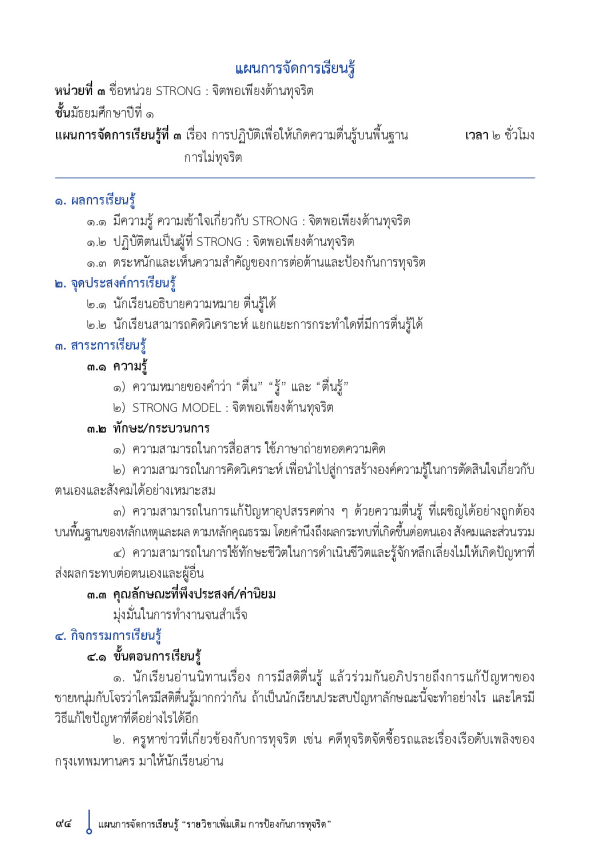 แผนการจัดการเรียนรู้
หน่วยที่ ๓ ชื่อหน่วย STRONG : จิตพอเพียงต้านทุจริต
ชั้นมัธยมศึกษาปีที่ ๑
แผนการจัดการเรียนรู้ที่ ๓ เรื่อง การปฏิบัติเพื่อให้เกิดความตื่นรู้บนพื้นฐาน เวลา ๒ ชั่วโมง
การไม่ทุจริต
๑. ผลการเรียนรู้
๑.๑ มีความรู้ ความเข้าใจเกี่ยวกับ STRONG : จิตพอเพียงต้านทุจริต
๑.๒ ปฏิบัติตนเป็นผู้ที่ STRONG : จิตพอเพียงต้านทุจริต
๑.๓ ตระหนักและเห็นความสำคัญของการต่อต้านและป้องกันการทุจริต
๒. จุดประสงค์การเรียนรู้
๒.๑ นักเรียนอธิบายความหมาย ตื่นรู้ได้
๒.๒ นักเรียนสามารถคิดวิเคราะห์ แยกแยะการกระทำใดที่มีการตื่นรู้ได้
๓. สาระการเรียนรู้
๓.๑ ความรู้
๑) ความหมายของคำว่า “ตื่น” “รู้” และ “ตื่นรู้”
๒) STRONG MODEL : จิตพอเพียงต้านทุจริต
๓.๒ ทักษะ/กระบวนการ
๑) ความสามารถในการสื่อสาร ใช้ภาษาถ่ายทอดความคิด
๒) ความสามารถในการคิดวิเคราะห์ เพื่อนำไปสู่การสร้างองค์ความรู้ในการตัดสินใจเกี่ยวกับ
ตนเองและสังคมได้อย่างเหมาะสม
๓) ความสามารถในการแก้ปัญหาอุปสรรคต่าง ๆ ด้วยความตื่นรู้ ที่เผชิญได้อย่างถูกต้อง
บนพื้นฐานของหลักเหตุและผล ตามหลักคุณธรรม โดยคำนึงถึงผลกระทบที่เกิดขึ้นต่อตนเอง สังคมและส่วนรวม
๔) ความสามารถในการใช้ทักษะชีวิตในการดำเนินชีวิตและรู้จักหลีกเลี่ยงไม่ให้เกิดปัญหาที่
ส่งผลกระทบต่อตนเองและผู้อื่น
๓.๓ คุณลักษณะที่พึงประสงค์/ค่านิยม
มุ่งมั่นในการทำงานจนสำเร็จ
๔. กิจกรรมการเรียนรู้
๔.๑ ขั้นตอนการเรียนรู้
๑. นักเรียนอ่านนิทานเรื่อง การมีสติตื่นรู้ แล้วร่วมกันอภิปรายถึงการแก้ปัญหาของ
ชายหนุ่มกับโจรว่าใครมีสติตื่นรู้มากกว่ากัน ถ้าเป็นนักเรียนประสบปัญหาลักษณะนี้จะทำอย่างไร และใครมี
วิธีแก้ไขปัญหาที่ดีอย่างไรได้อีก
๒. ครูหาข่าวที่เกี่ยวข้องกับการทุจริต เช่น คดีทุจริตจัดซื้อรถและเรื่องเรือดับเพลิงของ
กรุงเทพมหานคร มาให้นักเรียนอ่าน
๙๔ แผนการจัดการเรียนรู้ “รายวิชาเพิ่มเติม การป้องกันการทุจริต”